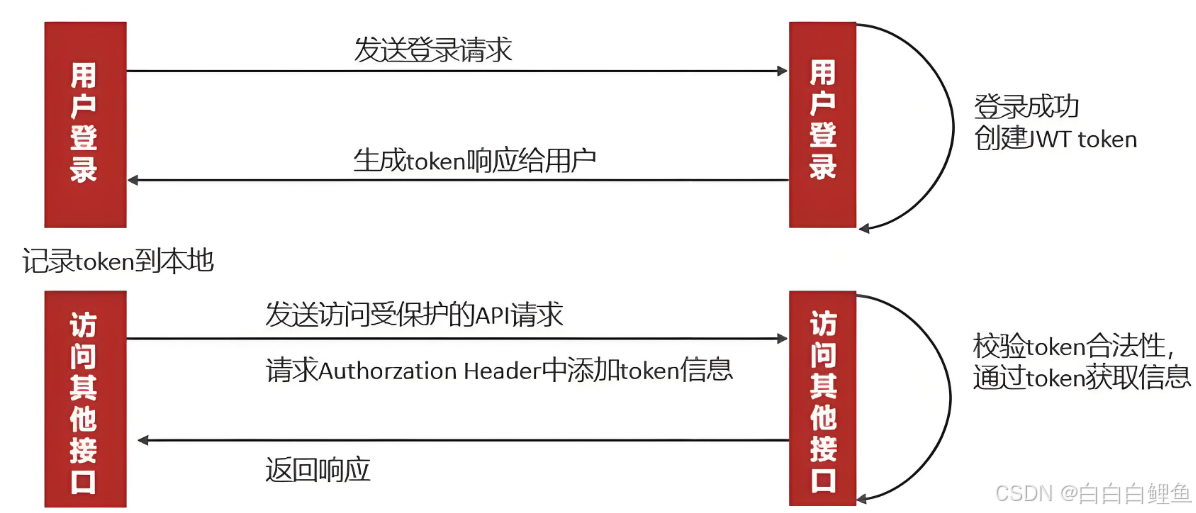 用户登录
发送登录请求
用户登录
登录成功
创建JWT token
生成token响应给用户
记录token到本地
访问其他接口
发送访问受保护的API请求
请求Authorzation Header中添加token信息
访问其他接口
校验token合法性，
通过token获取信息
返回响应
CSDN @白白白鲤鱼